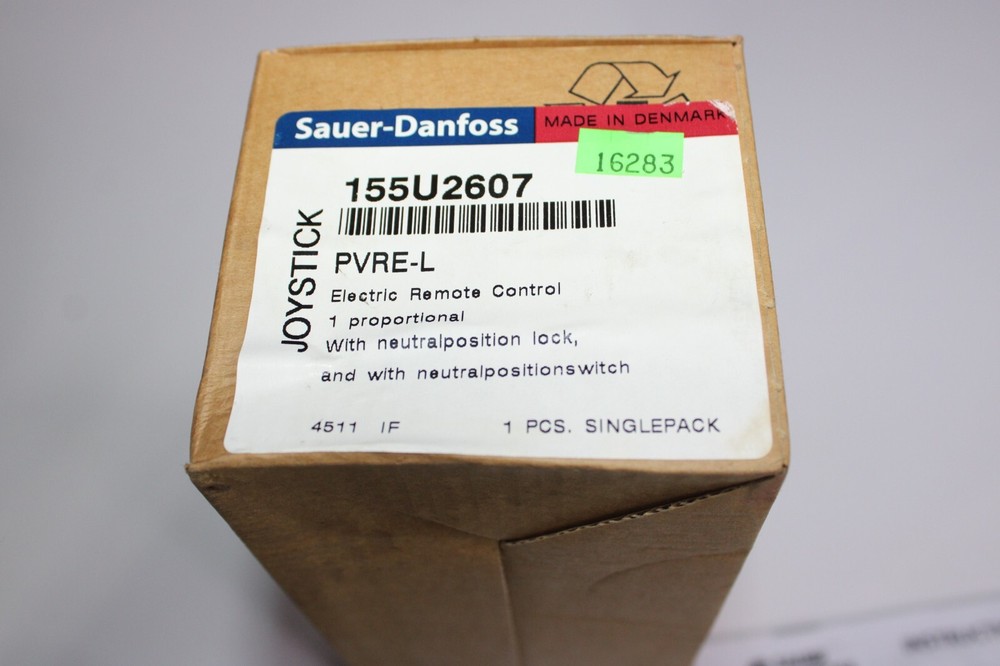 Sauer-Danfoss
MADE IN DENMARK
16283
155U2607
JOYSTICK
PVRE-L
Electric Remote Control
1 proportional
With neutralposition lock,
and with neutralpositionswitch
4511 IF
1 PCS. SINGLEPACK